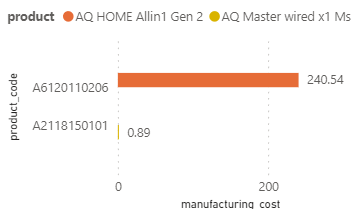 product AQ HOME Allin1 Gen 2 AQ Master wired x1 Ms
product_code
A6120110206 240.54
A2118150101 0.89
0 200
manufacturing_cost